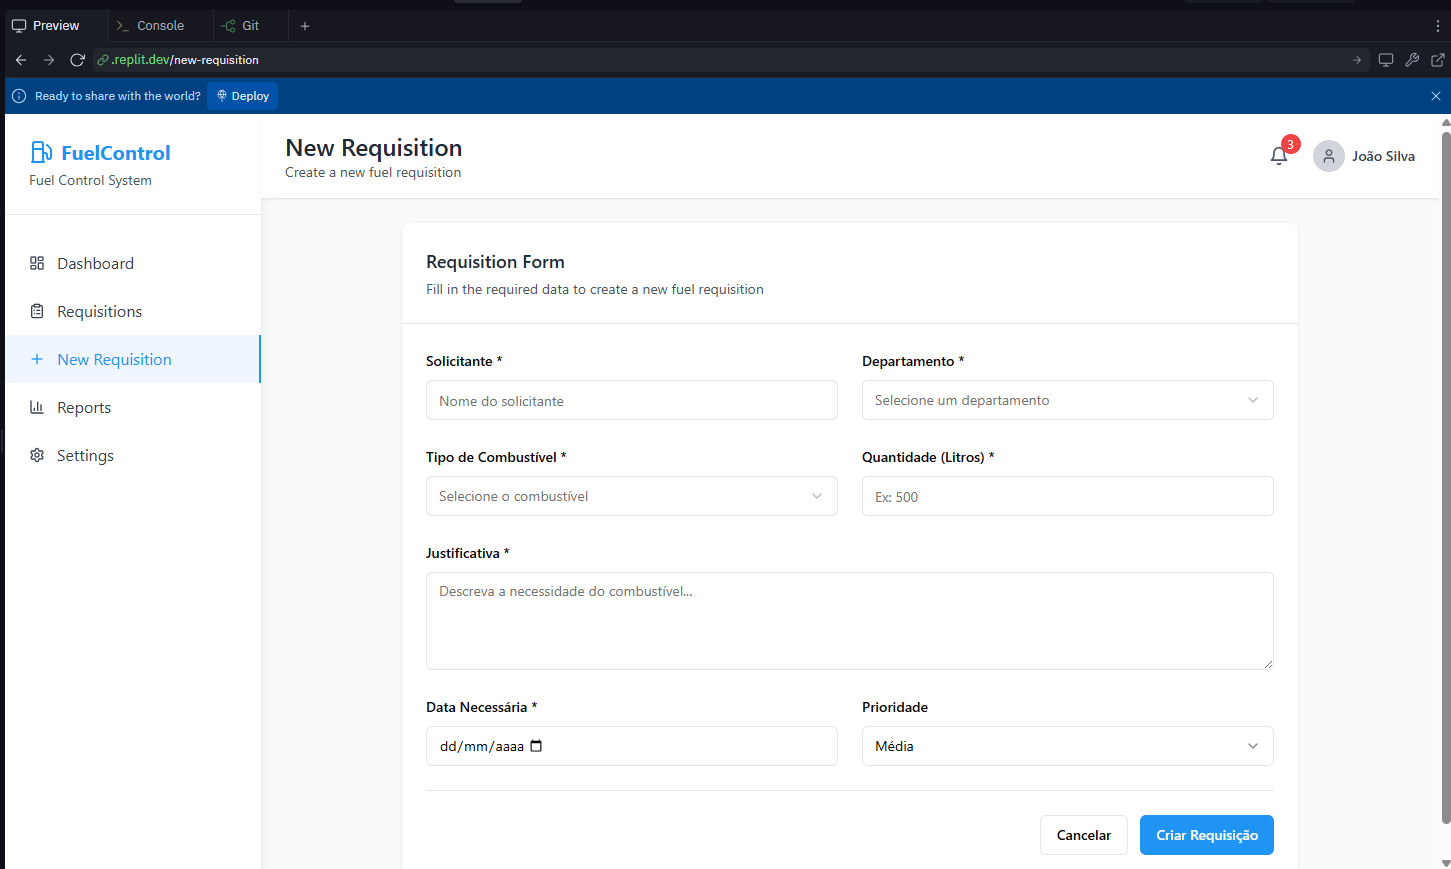 Preview
Console
Git
.replit.dev/new-requisition
Ready to share with the world?
Deploy
FuelControl
Fuel Control System
New Requisition
Create a new fuel requisition
3
João Silva
Dashboard
Requisitions
New Requisition
Reports
Settings
Requisition Form
Fill in the required data to create a new fuel requisition
Solicitante *
Departamento *
Nome do solicitante
Selecione um departamento
Tipo de Combustível *
Quantidade (Litros) *
Selecione o combustível
Ex: 500
Justificativa *
Descreva a necessidade do combustível...
Data Necessária *
Prioridade
dd/mm/aaaa
Média
Cancelar
Criar Requisição